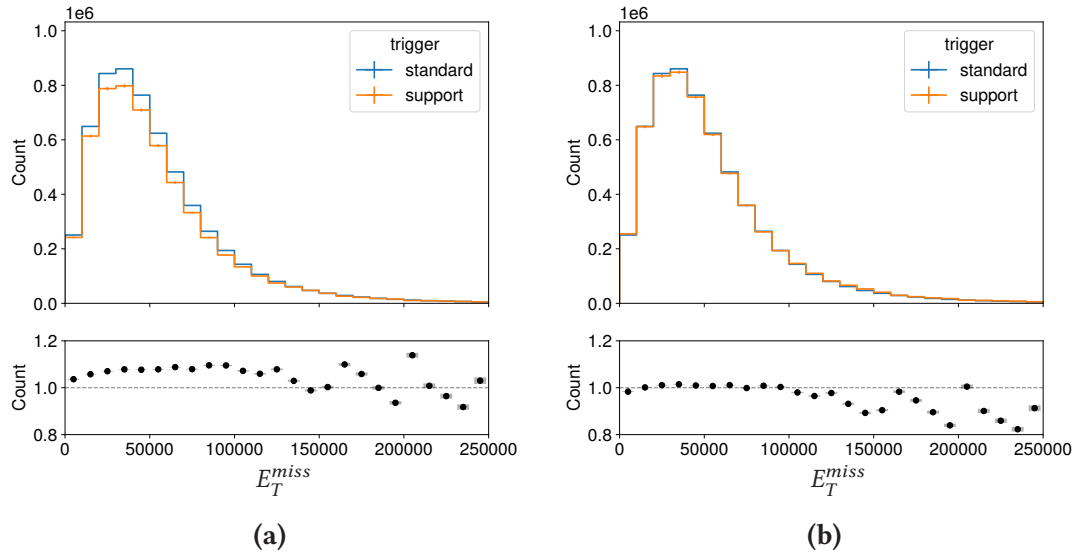 1e6
1.0
0.8
0.6
0.4
0.2
0.0
Count
trigger
standard
support
1.2
1.0
0.8
Count
0 50000 100000 150000 200000 250000
E_T^{miss}
(a)
1e6
1.0
0.8
0.6
0.4
0.2
0.0
Count
trigger
standard
support
1.2
1.0
0.8
Count
0 50000 100000 150000 200000 250000
E_T^{miss}
(b)